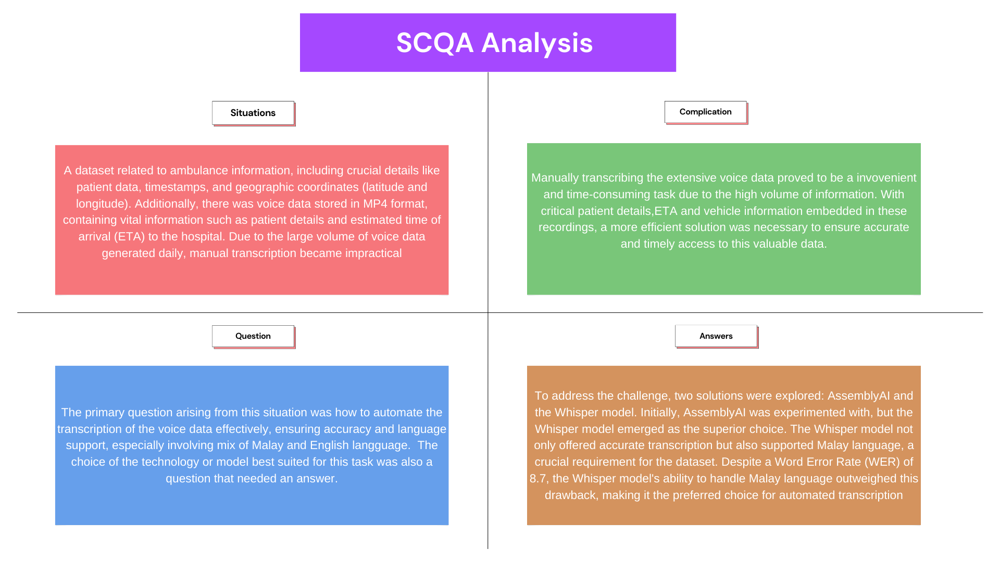 SCQA Analysis
Situations
A dataset related to ambulance information, including crucial details like
patient data, timestamps, and geographic coordinates (latitude and
longitude). Additionally, there was voice data stored in MP4 format,
containing vital information such as patient details and estimated time of
arrival (ETA) to the hospital. Due to the large volume of voice data
generated daily, manual transcription became impractical
Complication
Manually transcribing the extensive voice data proved to be a invovenient
and time-consuming task due to the high volume of information. With
critical patient details,ETA and vehicle information embedded in these
recordings, a more efficient solution was necessary to ensure accurate
and timely access to this valuable data.
Question
The primary question arising from this situation was how to automate the
transcription of the voice data effectively, ensuring accuracy and language
support, especially involving mix of Malay and English langguage.  The
choice of the technology or model best suited for this task was also a
question that needed an answer.
Answers
To address the challenge, two solutions were explored: AssemblyAI and
the Whisper model. Initially, AssemblyAI was experimented with, but the
Whisper model emerged as the superior choice. The Whisper model not
only offered accurate transcription but also supported Malay language, a
crucial requirement for the dataset. Despite a Word Error Rate (WER) of
8.7, the Whisper model's ability to handle Malay language outweighed this
drawback, making it the preferred choice for automated transcription